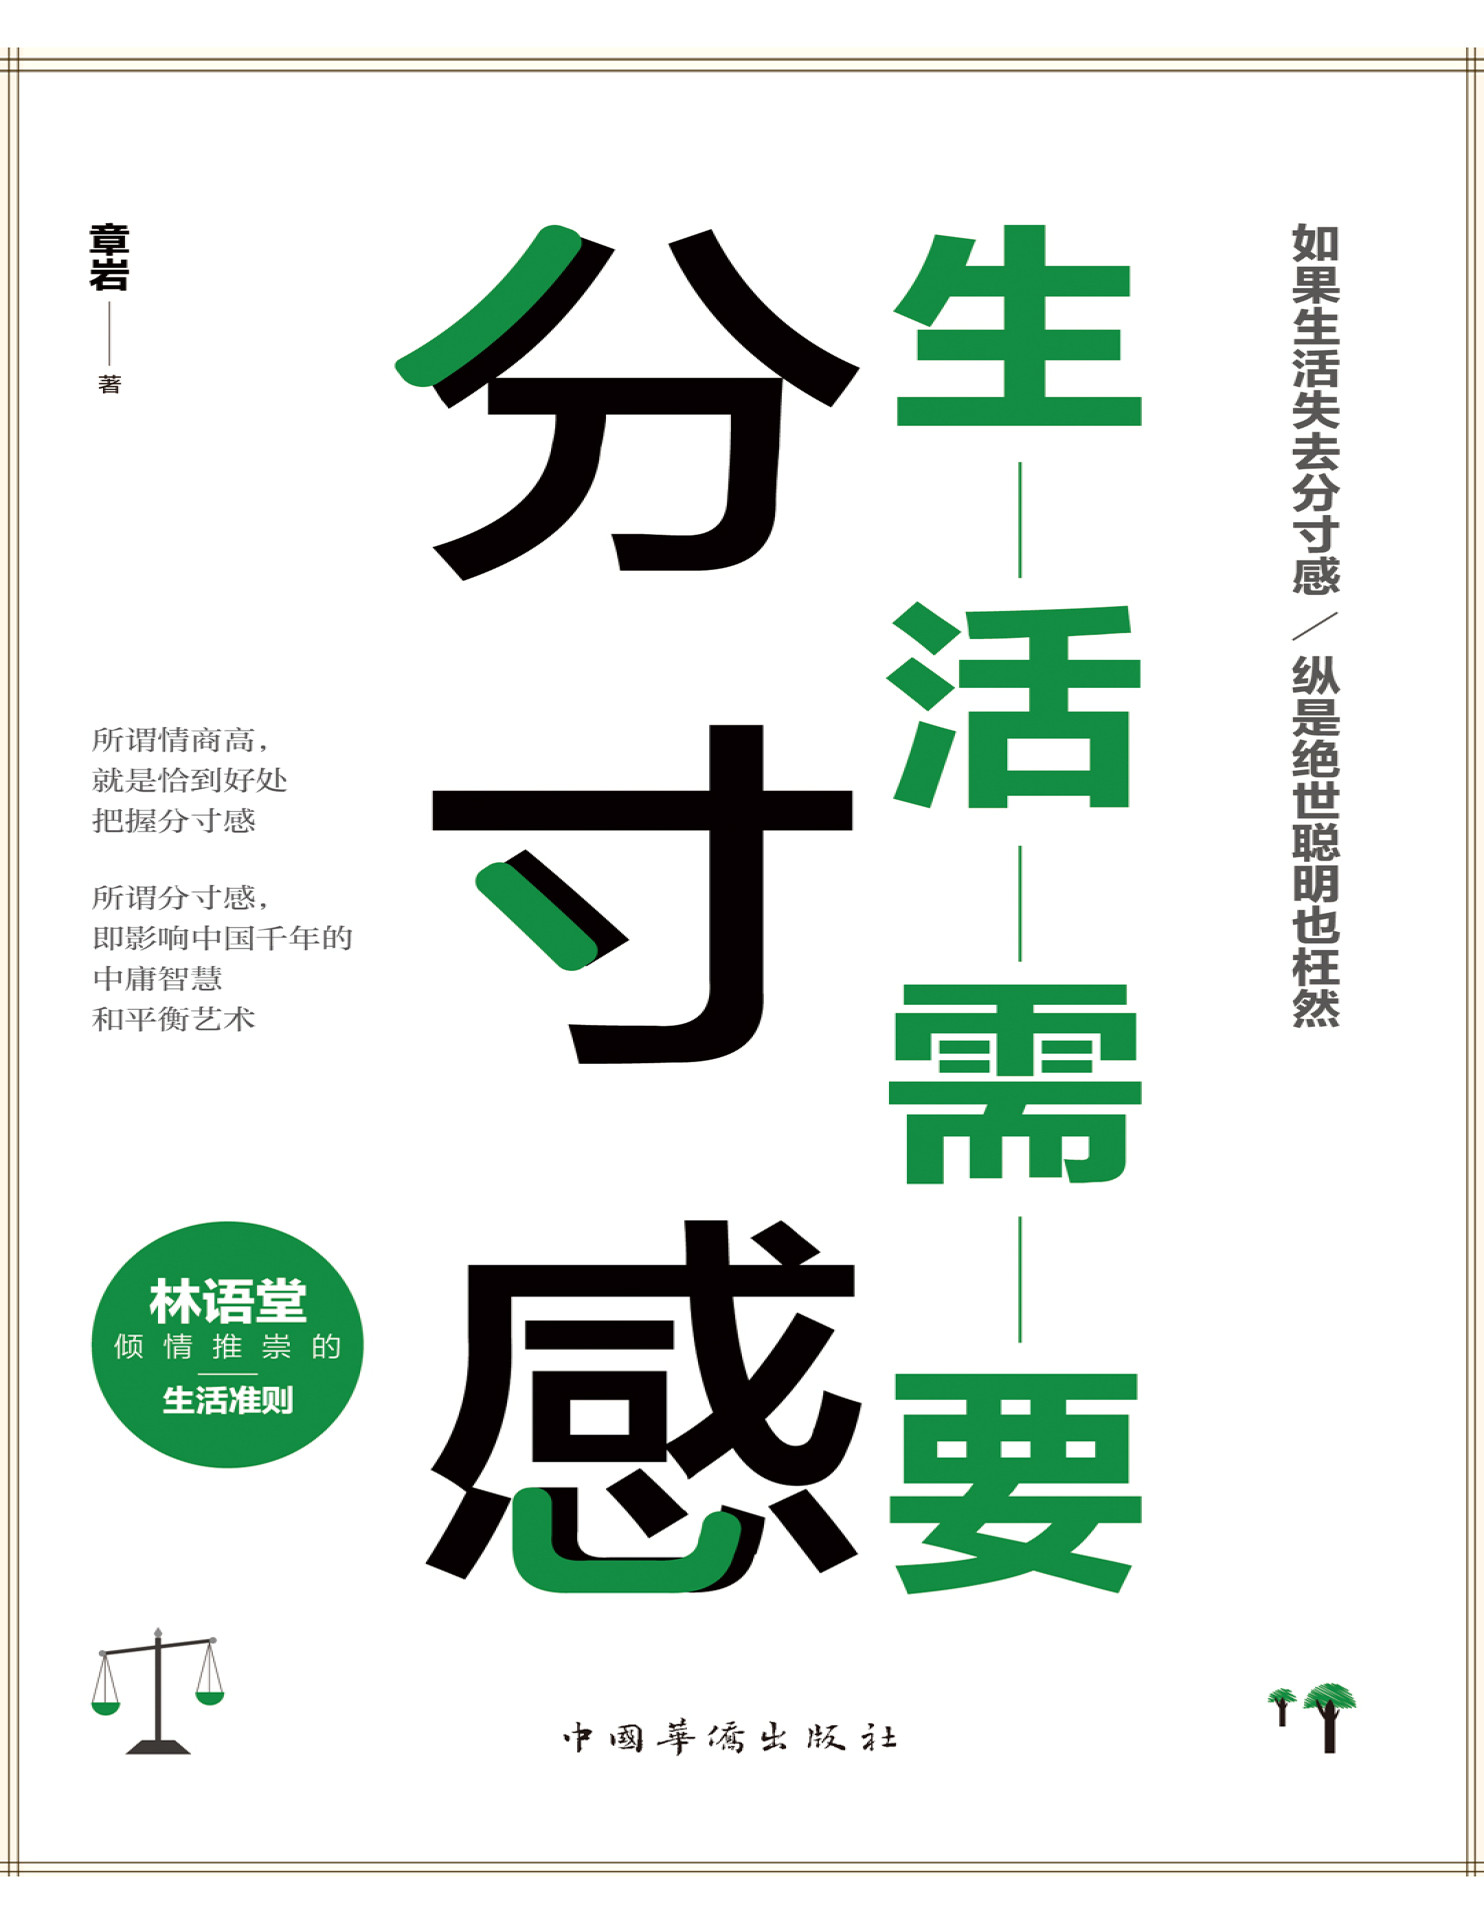 如果生活失去分寸感/纵是绝世聪明也枉然
生活需要
分寸感
章岩
著
所谓情商高，
就是恰到好处
把握分寸感
所谓分寸感，
即影响中国千年的
中庸智慧
和平衡艺术
林语堂
倾情推崇的
生活准则
中國華僑出版社